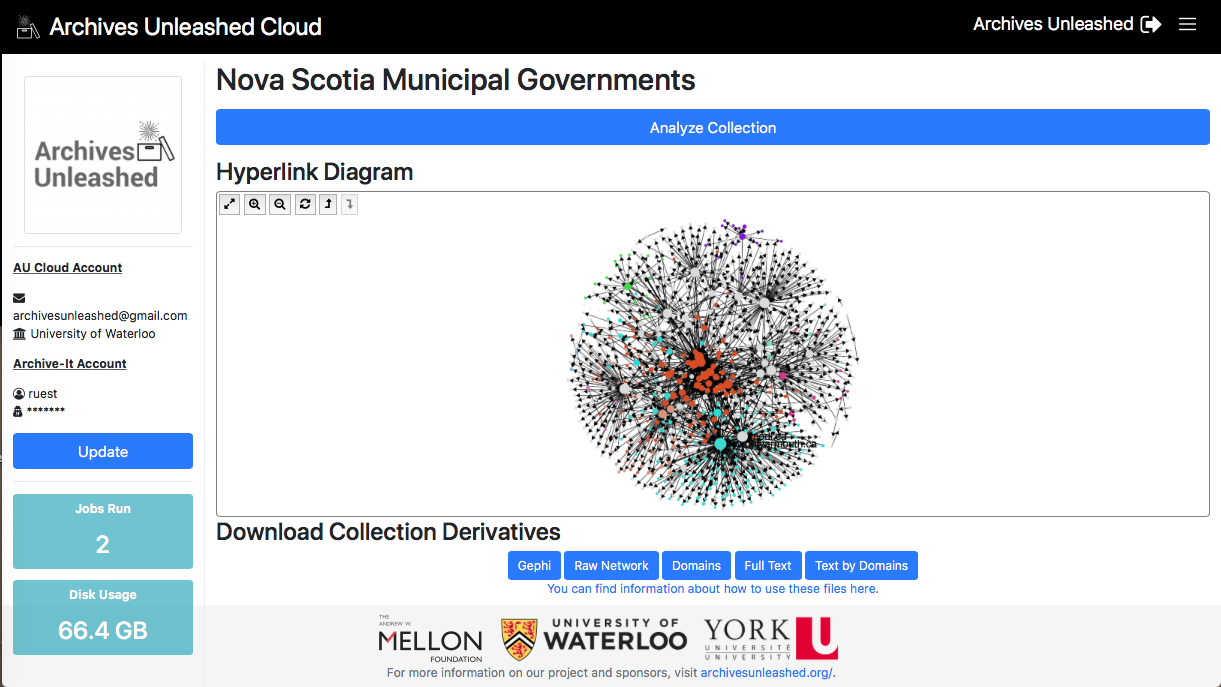 Archives Unleashed Cloud
Archives Unleashed
Archives
Unleashed
AU Cloud Account
archivesunleashed@gmail.com
University of Waterloo
Archive-It Account
ruest
*******
Update
Jobs Run
2
Disk Usage
66.4 GB
Nova Scotia Municipal Governments
Analyze Collection
Hyperlink Diagram
Download Collection Derivatives
Gephi
Raw Network
Domains
Full Text
Text by Domains
You can find information about how to use these files here.
THE
ANDREW W.
MELLON
FOUNDATION
UNIVERSITY OF
WATERLOO
YORK
UNIVERSITÉ
UNIVERSITY
U
For more information on our project and sponsors, visit archivesunleashed.org/.